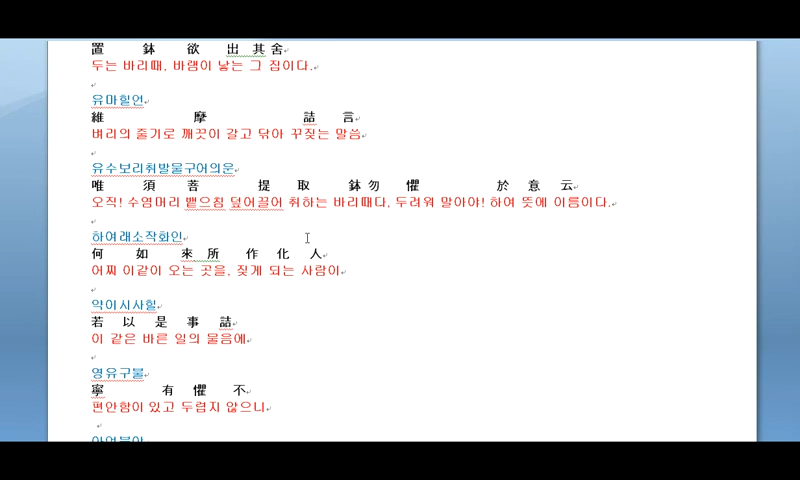 置 鉢 欲 出 其 舍
두는 바리때, 바램이 낳는 그 집이다.
유마힐언
維 摩 詰 言
벼리의 줄기로 깨끗이 갈고 닦아 꾸짖는 말씀
유수보리취발물구어의운
唯 須 菩 提 取 鉢 勿 懼 於 意 云
오직! 수염머리 뱉으침 덮어끌어 취하는 바리때다, 두려워 말아야! 하여 뜻에 이름이다.
하여래소작화인
何 如 來 所 作 化 人
어찌 이같이 오는 곳을, 짖게 되는 사람이
약이시사힐
若 以 是 事 詰
이 같은 바른 일의 물음에
영유구불
寧 有 懼 不
편안함이 있고 두렵지 않으니